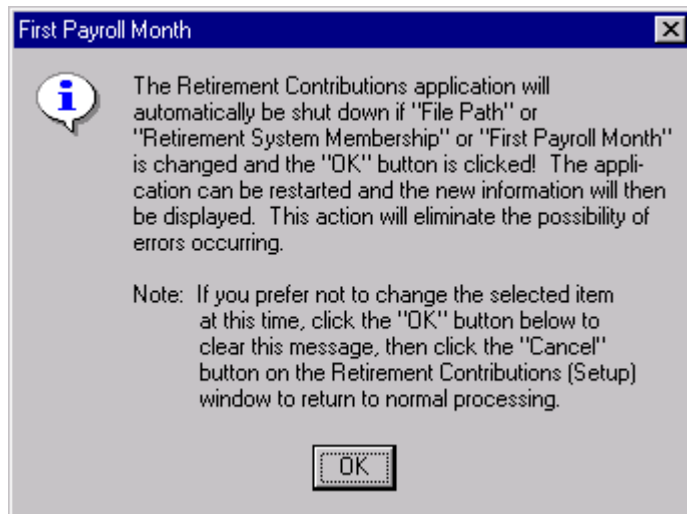 First Payroll Month
The Retirement Contributions application will
automatically be shut down if "File Path" or
"Retirement System Membership" or "First Payroll Month"
is changed and the "OK" button is clicked!  The appli-
cation can be restarted and the new information will then
be displayed.  This action will eliminate the possibility of
errors occurring.
Note:  If you prefer not to change the selected item
at this time, click the "OK" button below to
clear this message, then click the "Cancel"
button on the Retirement Contributions (Setup)
window to return to normal processing.
OK